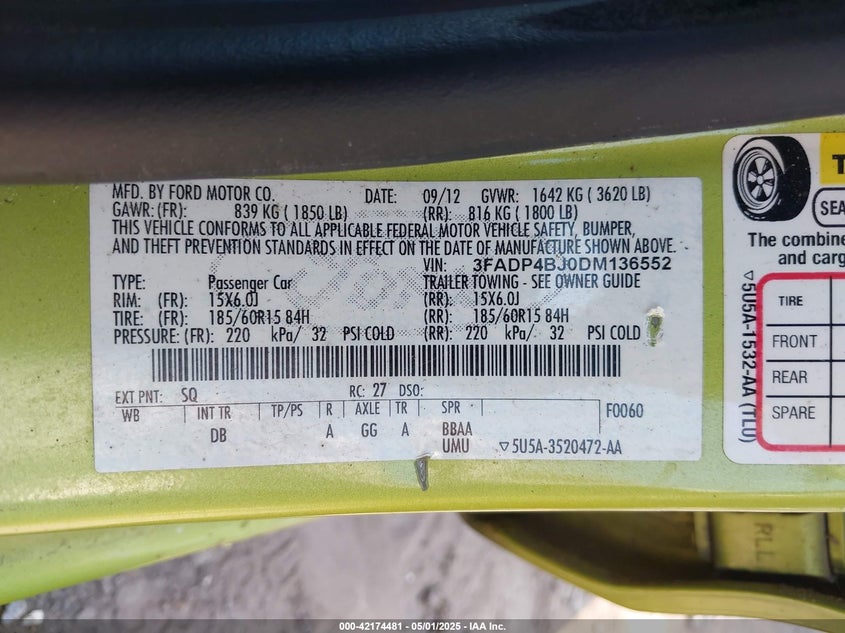 MFD. BY FORD MOTOR CO. DATE: 09/12 GVWR: 1642 KG ( 3620 LB)
GAWR:(FR): 839 KG ( 1850 LB) (RR): 816 KG ( 1800 LB)
THIS VEHICLE CONFORMS TO ALL APPLICABLE FEDERAL MOTOR VEHICLE SAFETY, BUMPER,
AND THEFT PREVENTION STANDARDS IN EFFECT ON THE DATE OF MANUFACTURE SHOWN ABOVE.
VIN: 3FADP4BJ0DM136552
TYPE: Passenger Car TRAILER TOWING - SEE OWNER GUIDE
RIM: (FR): 15X6.0J (RR): 15X6.0J
TIRE: (FR): 185/60R15 84H (RR): 185/60R15 84H
PRESSURE: (FR): 220 kPa/ 32 PSI COLD (RR): 220 kPa/ 32 PSI COLD
EXT PNT: SQ RC: 27 DSO:
WB INT TR TP/PS R AXLE TR SPR F0060
DB A GG A BBAA
UMU ▽5U5A-3520472-AA
T
SEA
The combine
and carg
TIRE
FRONT
REAR
SPARE
▽5U5A-1532-AA (TL0)
RLL
000-42174481 - 05/01/2025 - IAA Inc.